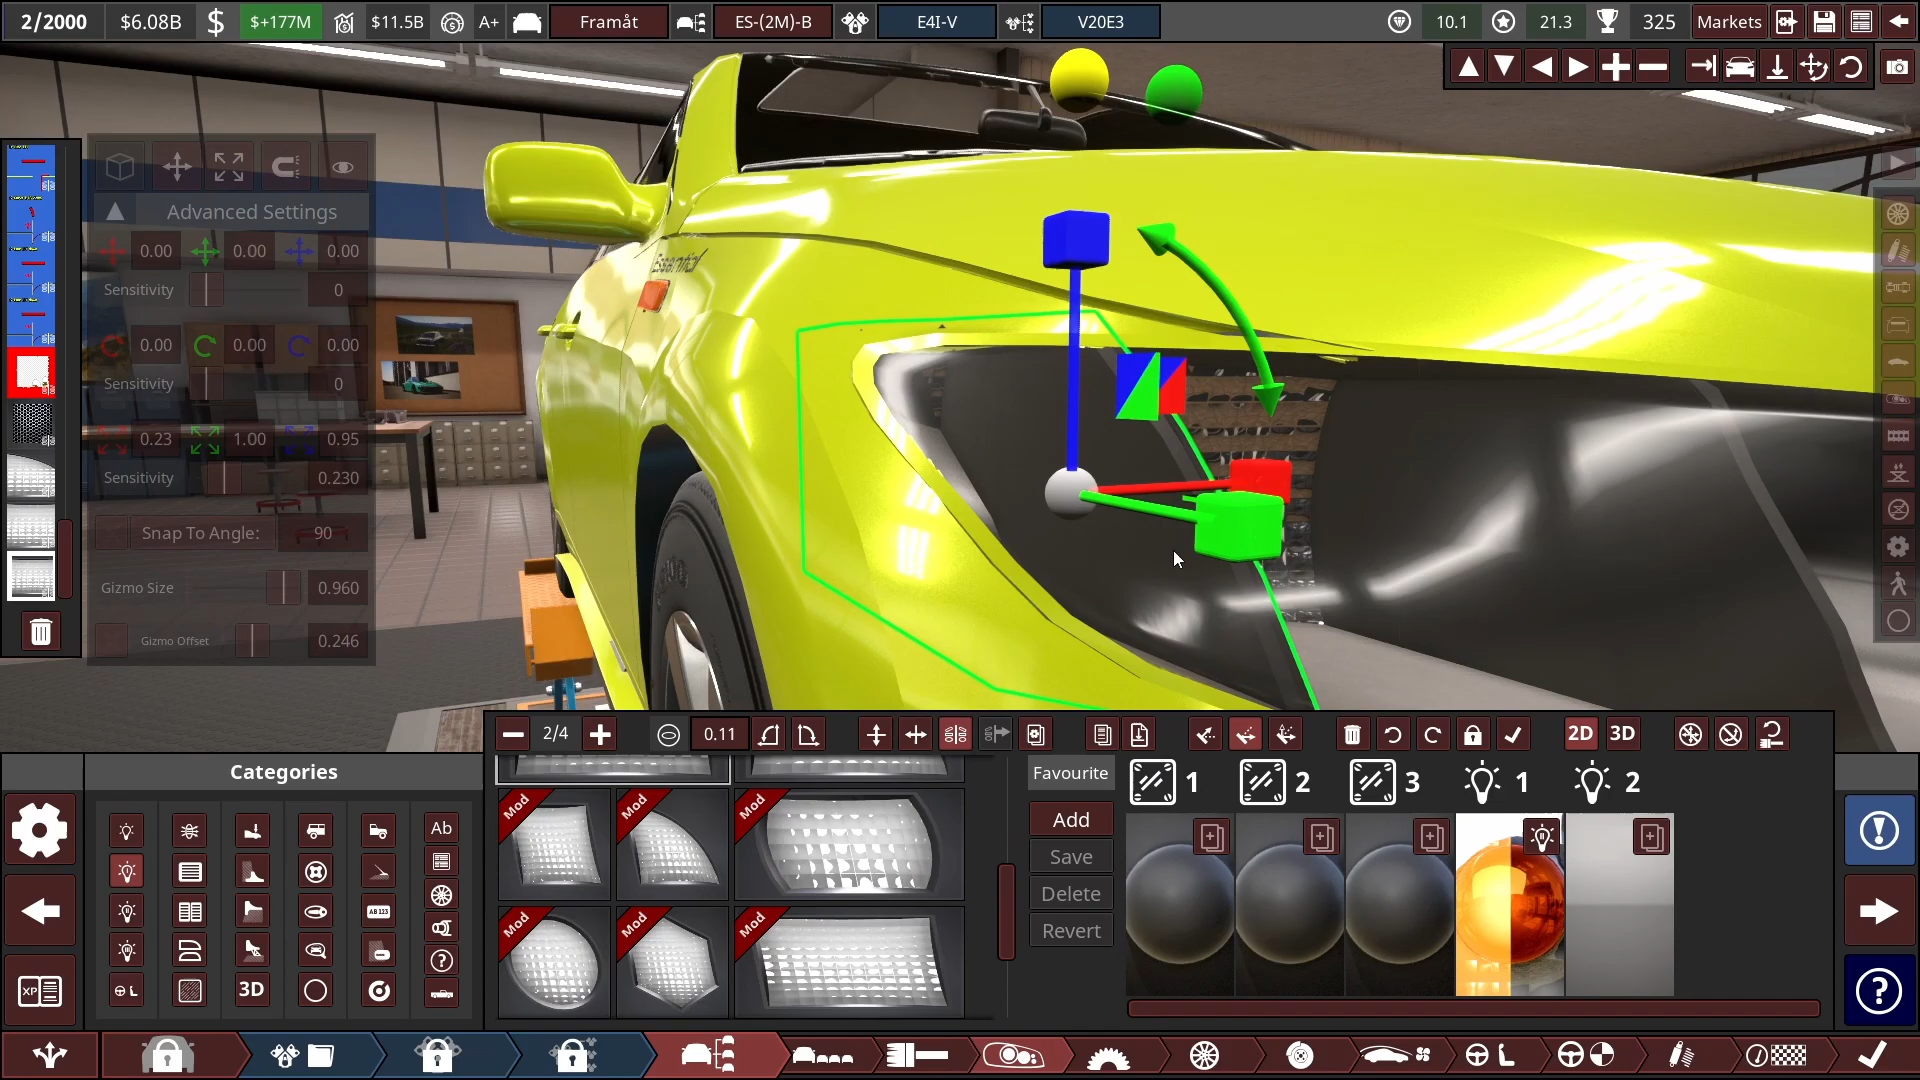 2/2000 $6.08B $+177M $11.5B A+ Framåt ES-(2M)-B E4I-V V20E3 10.1 21.3 325 Markets
Advanced Settings
0.00 0.00 0.00
Sensitivity 0
0.00 0.00 0.00
Sensitivity 0
0.23 1.00 0.95
Sensitivity 0.230
Snap To Angle: 90
Gizmo Size 0.960
Gizmo Offset 0.246
Essential
2/4 0.11 2D 3D
Categories
Ab
AB 123
3D
XP
Mod Mod Mod
Mod Mod Mod
Favourite
Add
Save
Delete
Revert
1 2 3 1 2